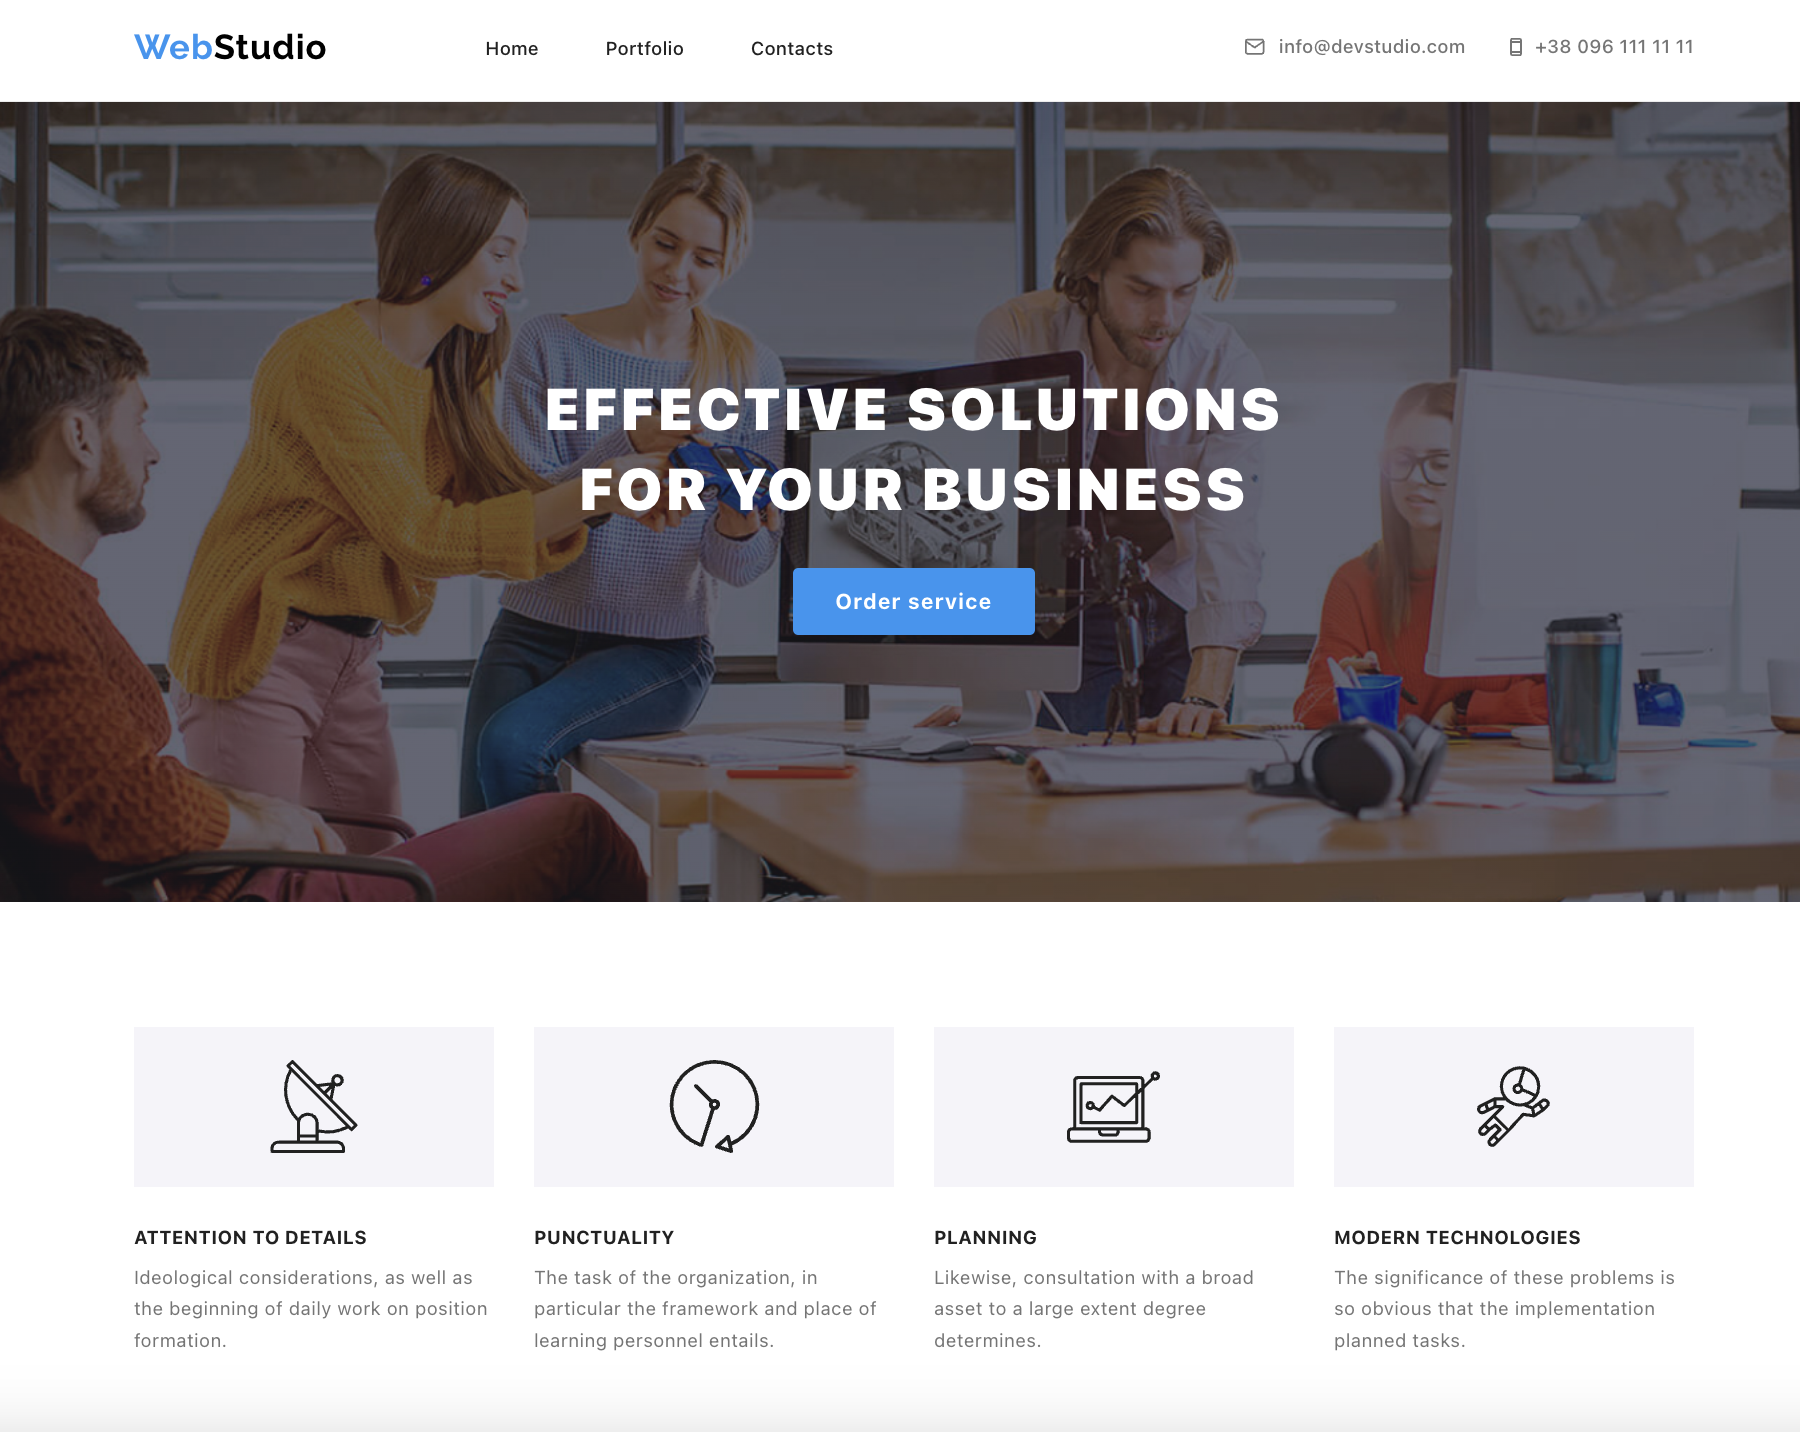 WebStudio
Home
Portfolio
Contacts
info@devstudio.com
+38 096 111 11 11
EFFECTIVE SOLUTIONS
FOR YOUR BUSINESS
Order service
ATTENTION TO DETAILS
Ideological considerations, as well as
the beginning of daily work on position
formation.
PUNCTUALITY
The task of the organization, in
particular the framework and place of
learning personnel entails.
PLANNING
Likewise, consultation with a broad
asset to a large extent degree
determines.
MODERN TECHNOLOGIES
The significance of these problems is
so obvious that the implementation
planned tasks.